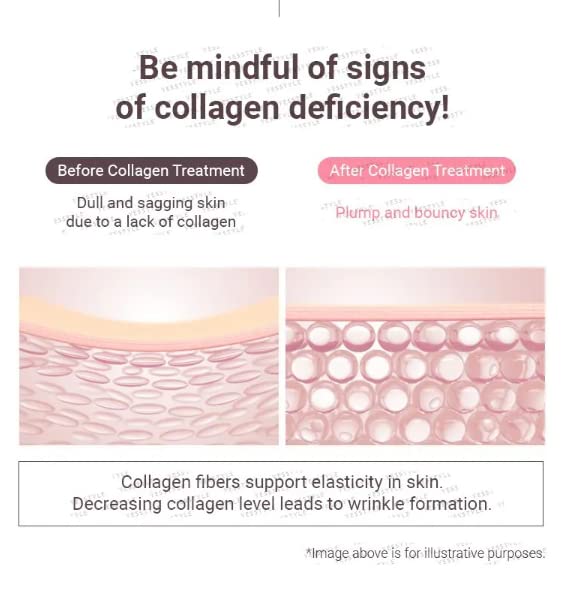 Be mindful of signs
of collagen deficiency!
Before Collagen Treatment
Dull and sagging skin
due to a lack of collagen
After Collagen Treatment
Plump and bouncy skin
Collagen fibers support elasticity in skin.
Decreasing collagen level leads to wrinkle formation.
*Image above is for illustrative purposes.